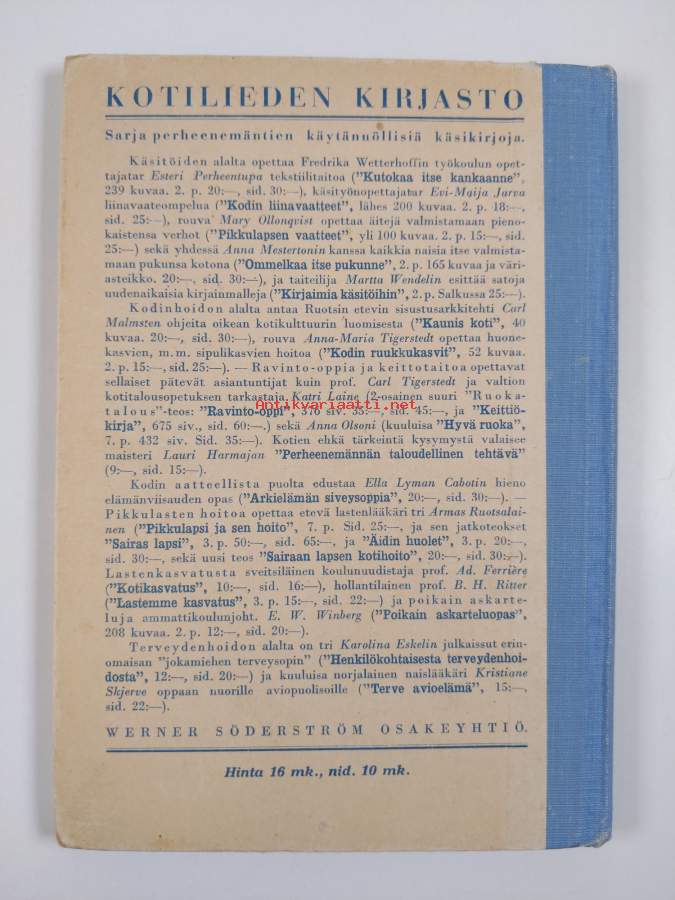 KOTILIEDEN KIRJASTO
Sarja perheenemäntien käytännöllisiä käsikirjoja.
Käsitöiden alalta opettaa Fredrika Wetterhoffin työkoulun opet-
tajatar Esteri Perheentupa tekstiilitaitoa ("Kutokaa itse kankaanne",
239 kuvaa. 2. p. 20:—, sid. 30:—), käsityönopettajatar Evi-Maija Jarva
liinavaateompelua ("Kodin liinavaatteet", lähes 200 kuvaa. 2. p. 18:—,
sid. 25:—), rouva Mary Ollonqvist opettaa äitejä valmistamaan pieno-
kaistensa verhot ("Pikkulapsen vaatteet", yli 100 kuvaa. 2. p. 15:—, sid.
25:—) sekä yhdessä Anna Mestertonin kanssa kaikkia naisia itse valmista-
maan pukunsa kotona ("Ommelkaa itse pukunne", 2. p. 165 kuvaa ja väri-
asteikko. 20:—, sid. 30:—), ja taiteilija Martta Wendelin esittää satoja
uudenaikaisia kirjainmalleja ("Kirjaimia käsitöihin", 2. p. Salkussa 25:—).
Kodinhoidon alalta antaa Ruotsin etevin sisustusarkkitehti Carl
Malmsten ohjeita oikean kotikulttuurin luomisesta ("Kaunis koti", 40
kuvaa. 20:—, sid. 30:—), rouva Anna-Maria Tigerstedt opettaa huone-
kasvien, m. m. sipulikasvien hoitoa ("Kodin ruukkukasvit", 52 kuvaa.
2. p. 15:—, sid. 25:—). — Ravinto-oppia ja keittotaitoa opettavat
sellaiset pätevät asiantuntijat kuin prof. Carl Tigerstedt ja valtion
kotitalousopetuksen tarkastaja Katri Laine (2-osainen suuri "Ruoka-
talous"-teos: "Ravinto-oppi", 370 siv. 35:—, sid. 45:—, ja "Keittiö-
kirja", 675 siv., sid. 60:—.) sekä Anna Olsoni (kuuluisa "Hyvä ruoka",
7. p. 432 siv. Sid. 35:—). Kotien ehkä tärkeintä kysymystä valaisee
maisteri Lauri Harmajan "Perheenemännän taloudellinen tehtävä"
(9:—, sid. 15:—).
Kodin aatteellista puolta edustaa Ella Lyman Cabotin hieno
elämänviisauden opas ("Arkielämän siveysoppia", 20:—, sid. 30:—). —
Pikkulasten hoitoa opettaa etevä lastenlääkäri tri Armas Ruotsalai-
nen ("Pikkulapsi ja sen hoito", 7. p. Sid. 25:—, ja sen jatkoteokset
"Sairas lapsi", 3. p. 50:—, sid. 65:—, ja "Äidin huolet", 3. p. 20:—,
sid. 30:—, sekä uusi teos "Sairaan lapsen kotihoito", 20:—, sid. 30:—).
Lastenkasvatusta sveitsiläinen koulunuudistaja prof. Ad. Ferrière
("Kotikasvatus", 10:—, sid. 16:—), hollantilainen prof. B. H. Ritter
("Lastemme kasvatus", 3. p. 15:—, sid. 22:—) ja poikain askarte-
luja ammattikoulunjoht. E. W. Winberg ("Poikain askarteluopas",
208 kuvaa. 2. p. 12:—, sid. 20:—).
Terveydenhoidon alalta on tri Karolina Eskelin julkaissut erin-
omaisan "jokamiehen terveysopin" ("Henkilökohtaisesta terveydenhoi-
dosta", 12:—, sid. 20:—) ja kuuluisa norjalainen naislääkäri Kristiane
Skjerve oppaan nuorille aviopuolisoille ("Terve avioelämä", 15:—,
sid. 22:—).
WERNER SÖDERSTRÖM OSAKEYHTIÖ.
Hinta 16 mk., nid. 10 mk.
Antikvariaatti.net